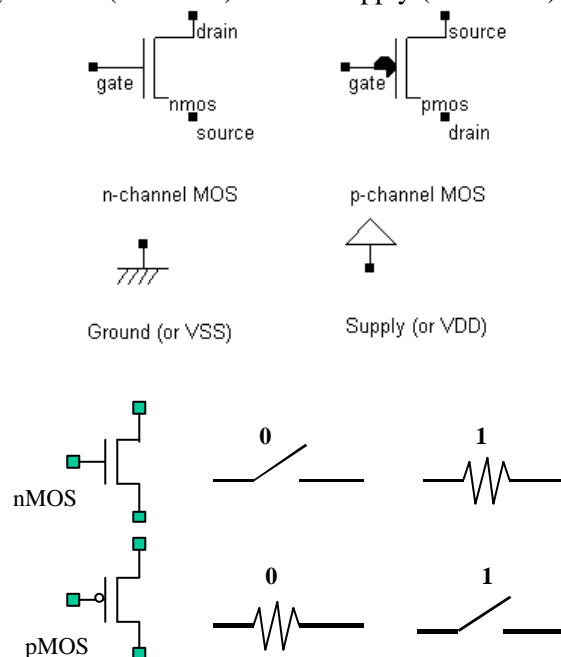 drain source
gate gate
nmos pmos
source drain
n-channel MOS p-channel MOS
Ground (or VSS) Supply (or VDD)
0 1
nMOS
0 1
pMOS